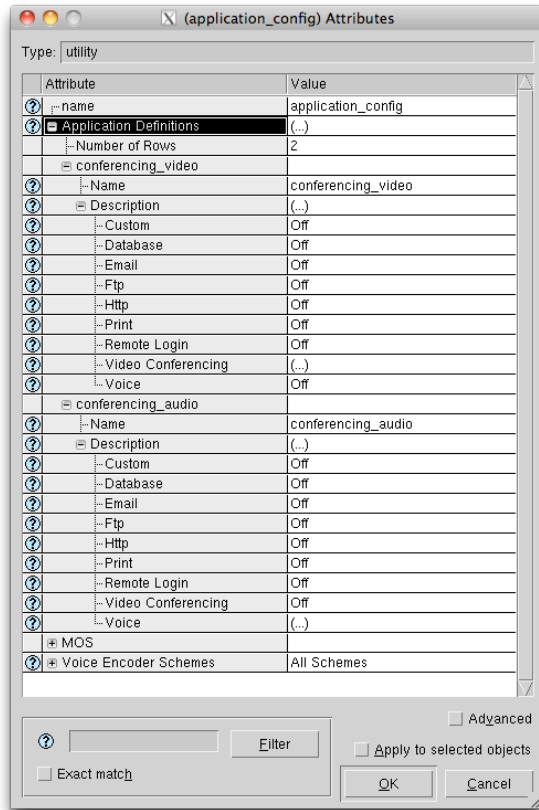 (application_config) Attributes
Type: utility
Attribute Value
name application_config
Application Definitions (...)
Number of Rows 2
conferencing_video
Name conferencing_video
Description (...)
Custom Off
Database Off
Email Off
Ftp Off
Http Off
Print Off
Remote Login Off
Video Conferencing (...)
Voice Off
conferencing_audio
Name conferencing_audio
Description (...)
Custom Off
Database Off
Email Off
Ftp Off
Http Off
Print Off
Remote Login Off
Video Conferencing Off
Voice (...)
MOS
Voice Encoder Schemes All Schemes
Advanced
Filter
Apply to selected objects
Exact match
OK Cancel